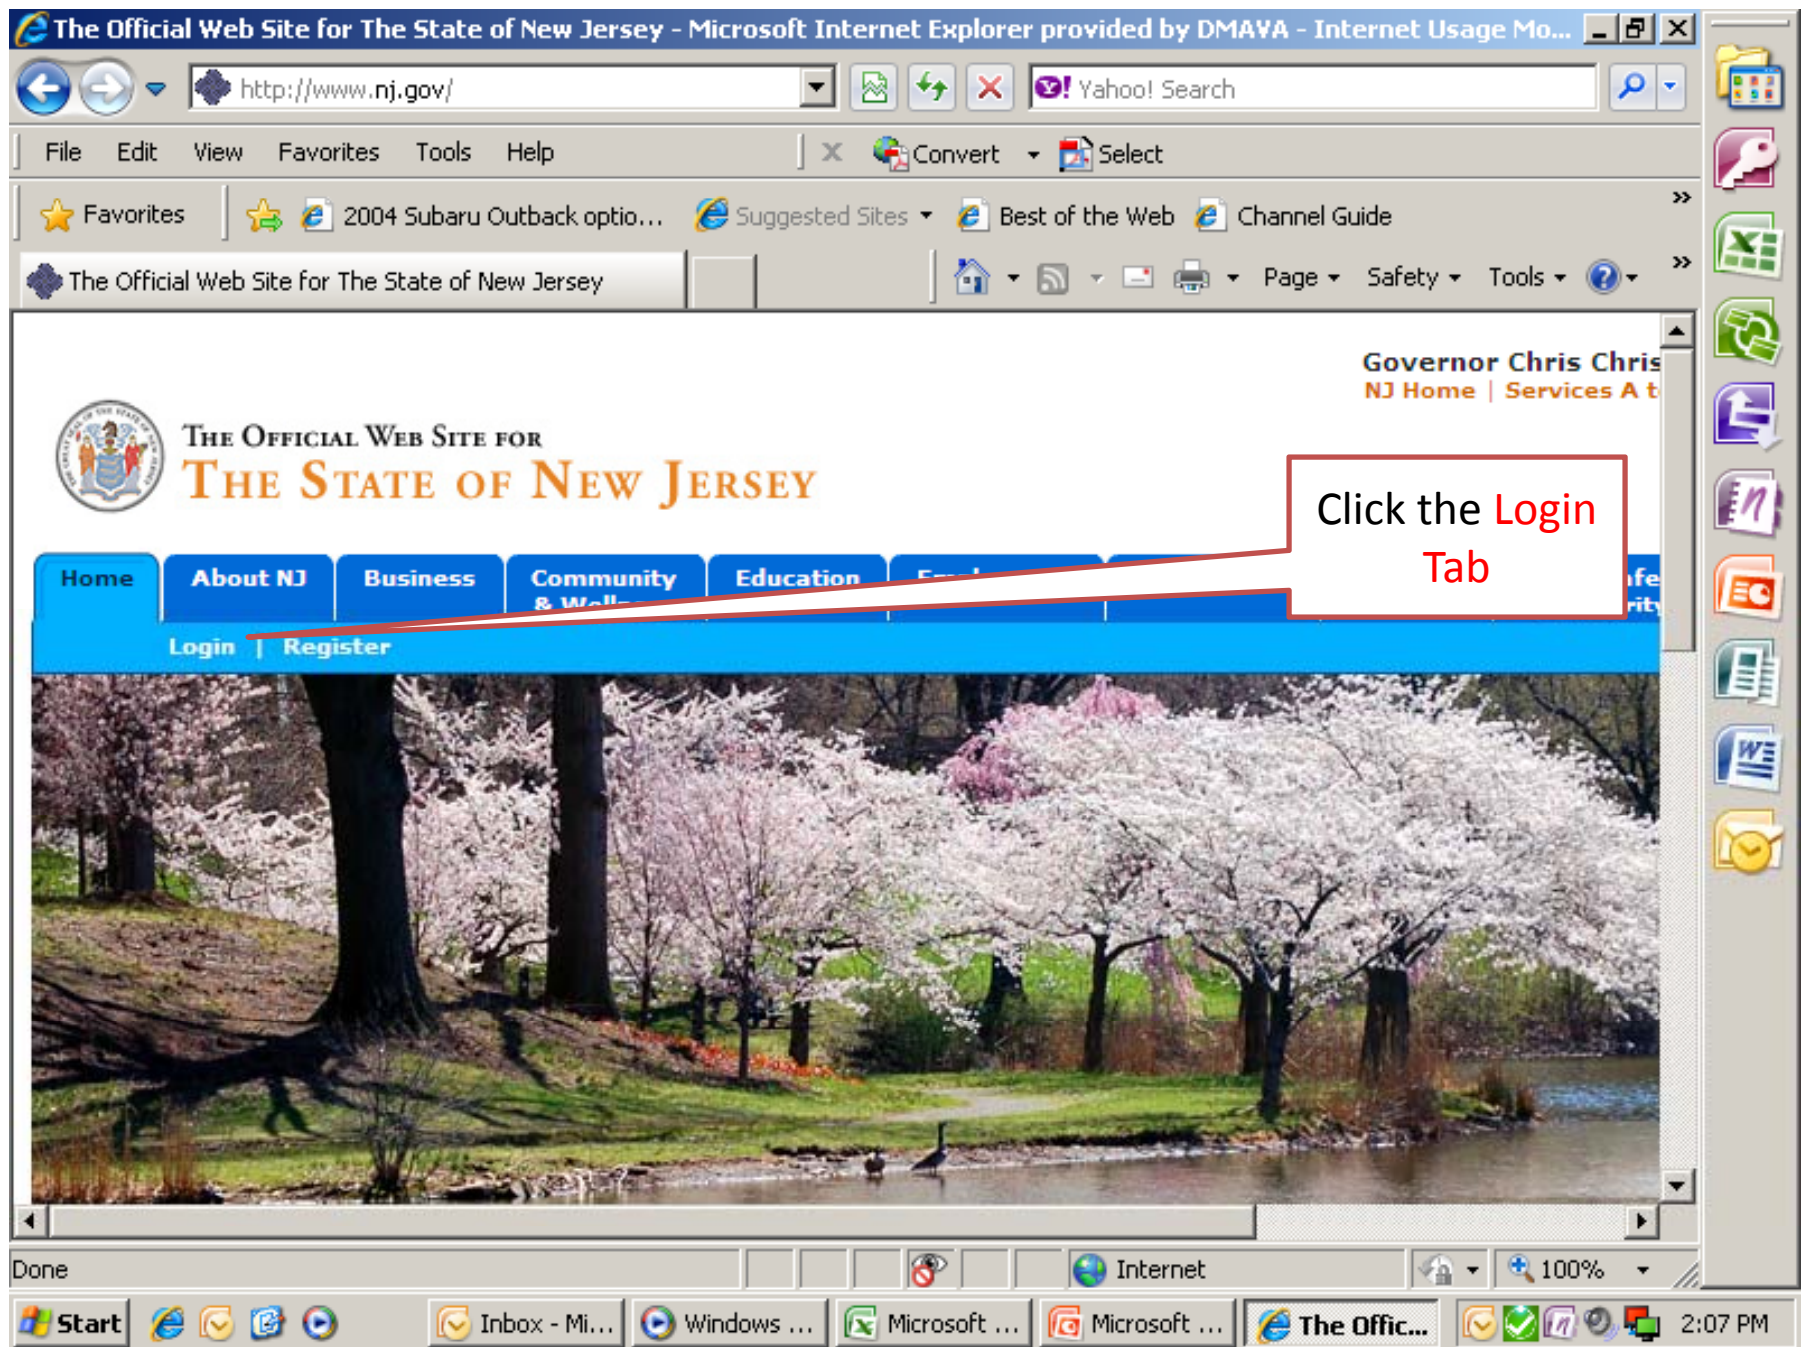 The Official Web Site for The State of New Jersey - Microsoft Internet Explorer provided by DMAVA - Internet Usage Mo...
http://www.nj.gov/
Yahoo! Search
File Edit View Favorites Tools Help
Convert Select
Favorites 2004 Subaru Outback optio... Suggested Sites Best of the Web Channel Guide
The Official Web Site for The State of New Jersey Page Safety Tools
Governor Chris Chris
NJ Home | Services A t
THE OFFICIAL WEB SITE FOR
THE STATE OF NEW JERSEY
Click the Login
Tab
Home About NJ Business Community Education
&
Login | Register
Done Internet 100%
Start Inbox - Mi... Windows ... Microsoft ... Microsoft ... The Offic... 2:07 PM